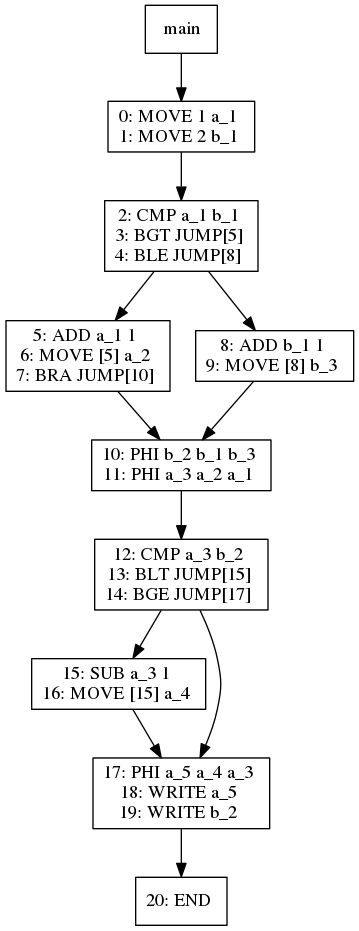 main
0: MOVE 1 a_1
1: MOVE 2 b_1
2: CMP a_1 b_1
3: BGT JUMP[5]
4: BLE JUMP[8]
5: ADD a_1 1
6: MOVE [5] a_2
7: BRA JUMP[10]
8: ADD b_1 1
9: MOVE [8] b_3
10: PHI b_2 b_1 b_3
11: PHI a_3 a_2 a_1
12: CMP a_3 b_2
13: BLT JUMP[15]
14: BGE JUMP[17]
15: SUB a_3 1
16: MOVE [15] a_4
17: PHI a_5 a_4 a_3
18: WRITE a_5
19: WRITE b_2
20: END